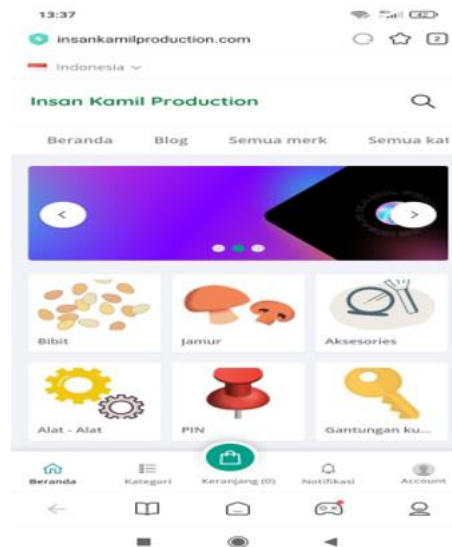 13:37
insankamilproduction.com
2
Indonesia
Insan Kamil Production
Beranda Blog Semua merk Semua kat
Bibit Jamur Aksesories
Alat - Alat PIN Gantungan ku...
Beranda Kategori Keranjang (0) Notifikasi Account